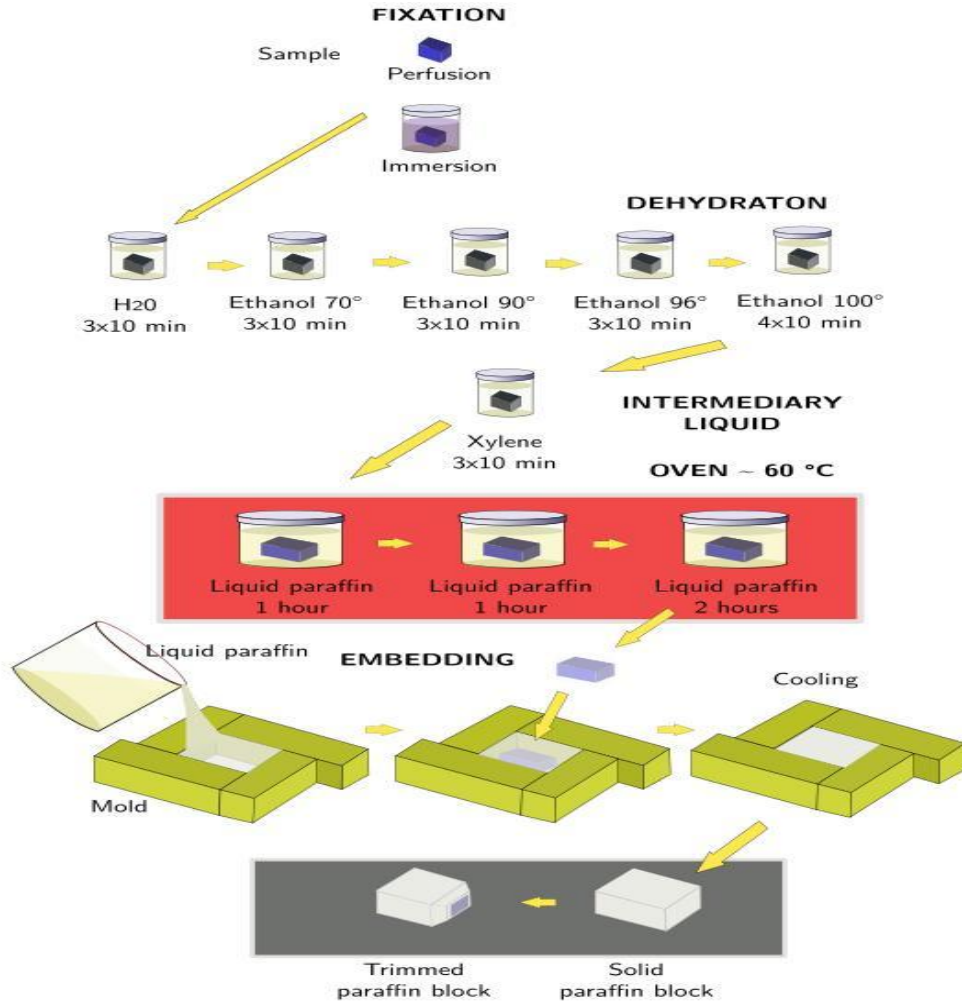 FIXATION
Sample
Perfusion
Immersion
DEHYDRATON
H20
3x10 min
Ethanol 70°
3x10 min
Ethanol 90°
3x10 min
Ethanol 96°
3x10 min
Ethanol 100°
4x10 min
INTERMEDIARY
LIQUID
Xylene
3x10 min
OVEN ~ 60 °C
Liquid paraffin
1 hour
Liquid paraffin
1 hour
Liquid paraffin
2 hours
Liquid paraffin
EMBEDDING
Cooling
Mold
Trimmed
paraffin block
Solid
paraffin block